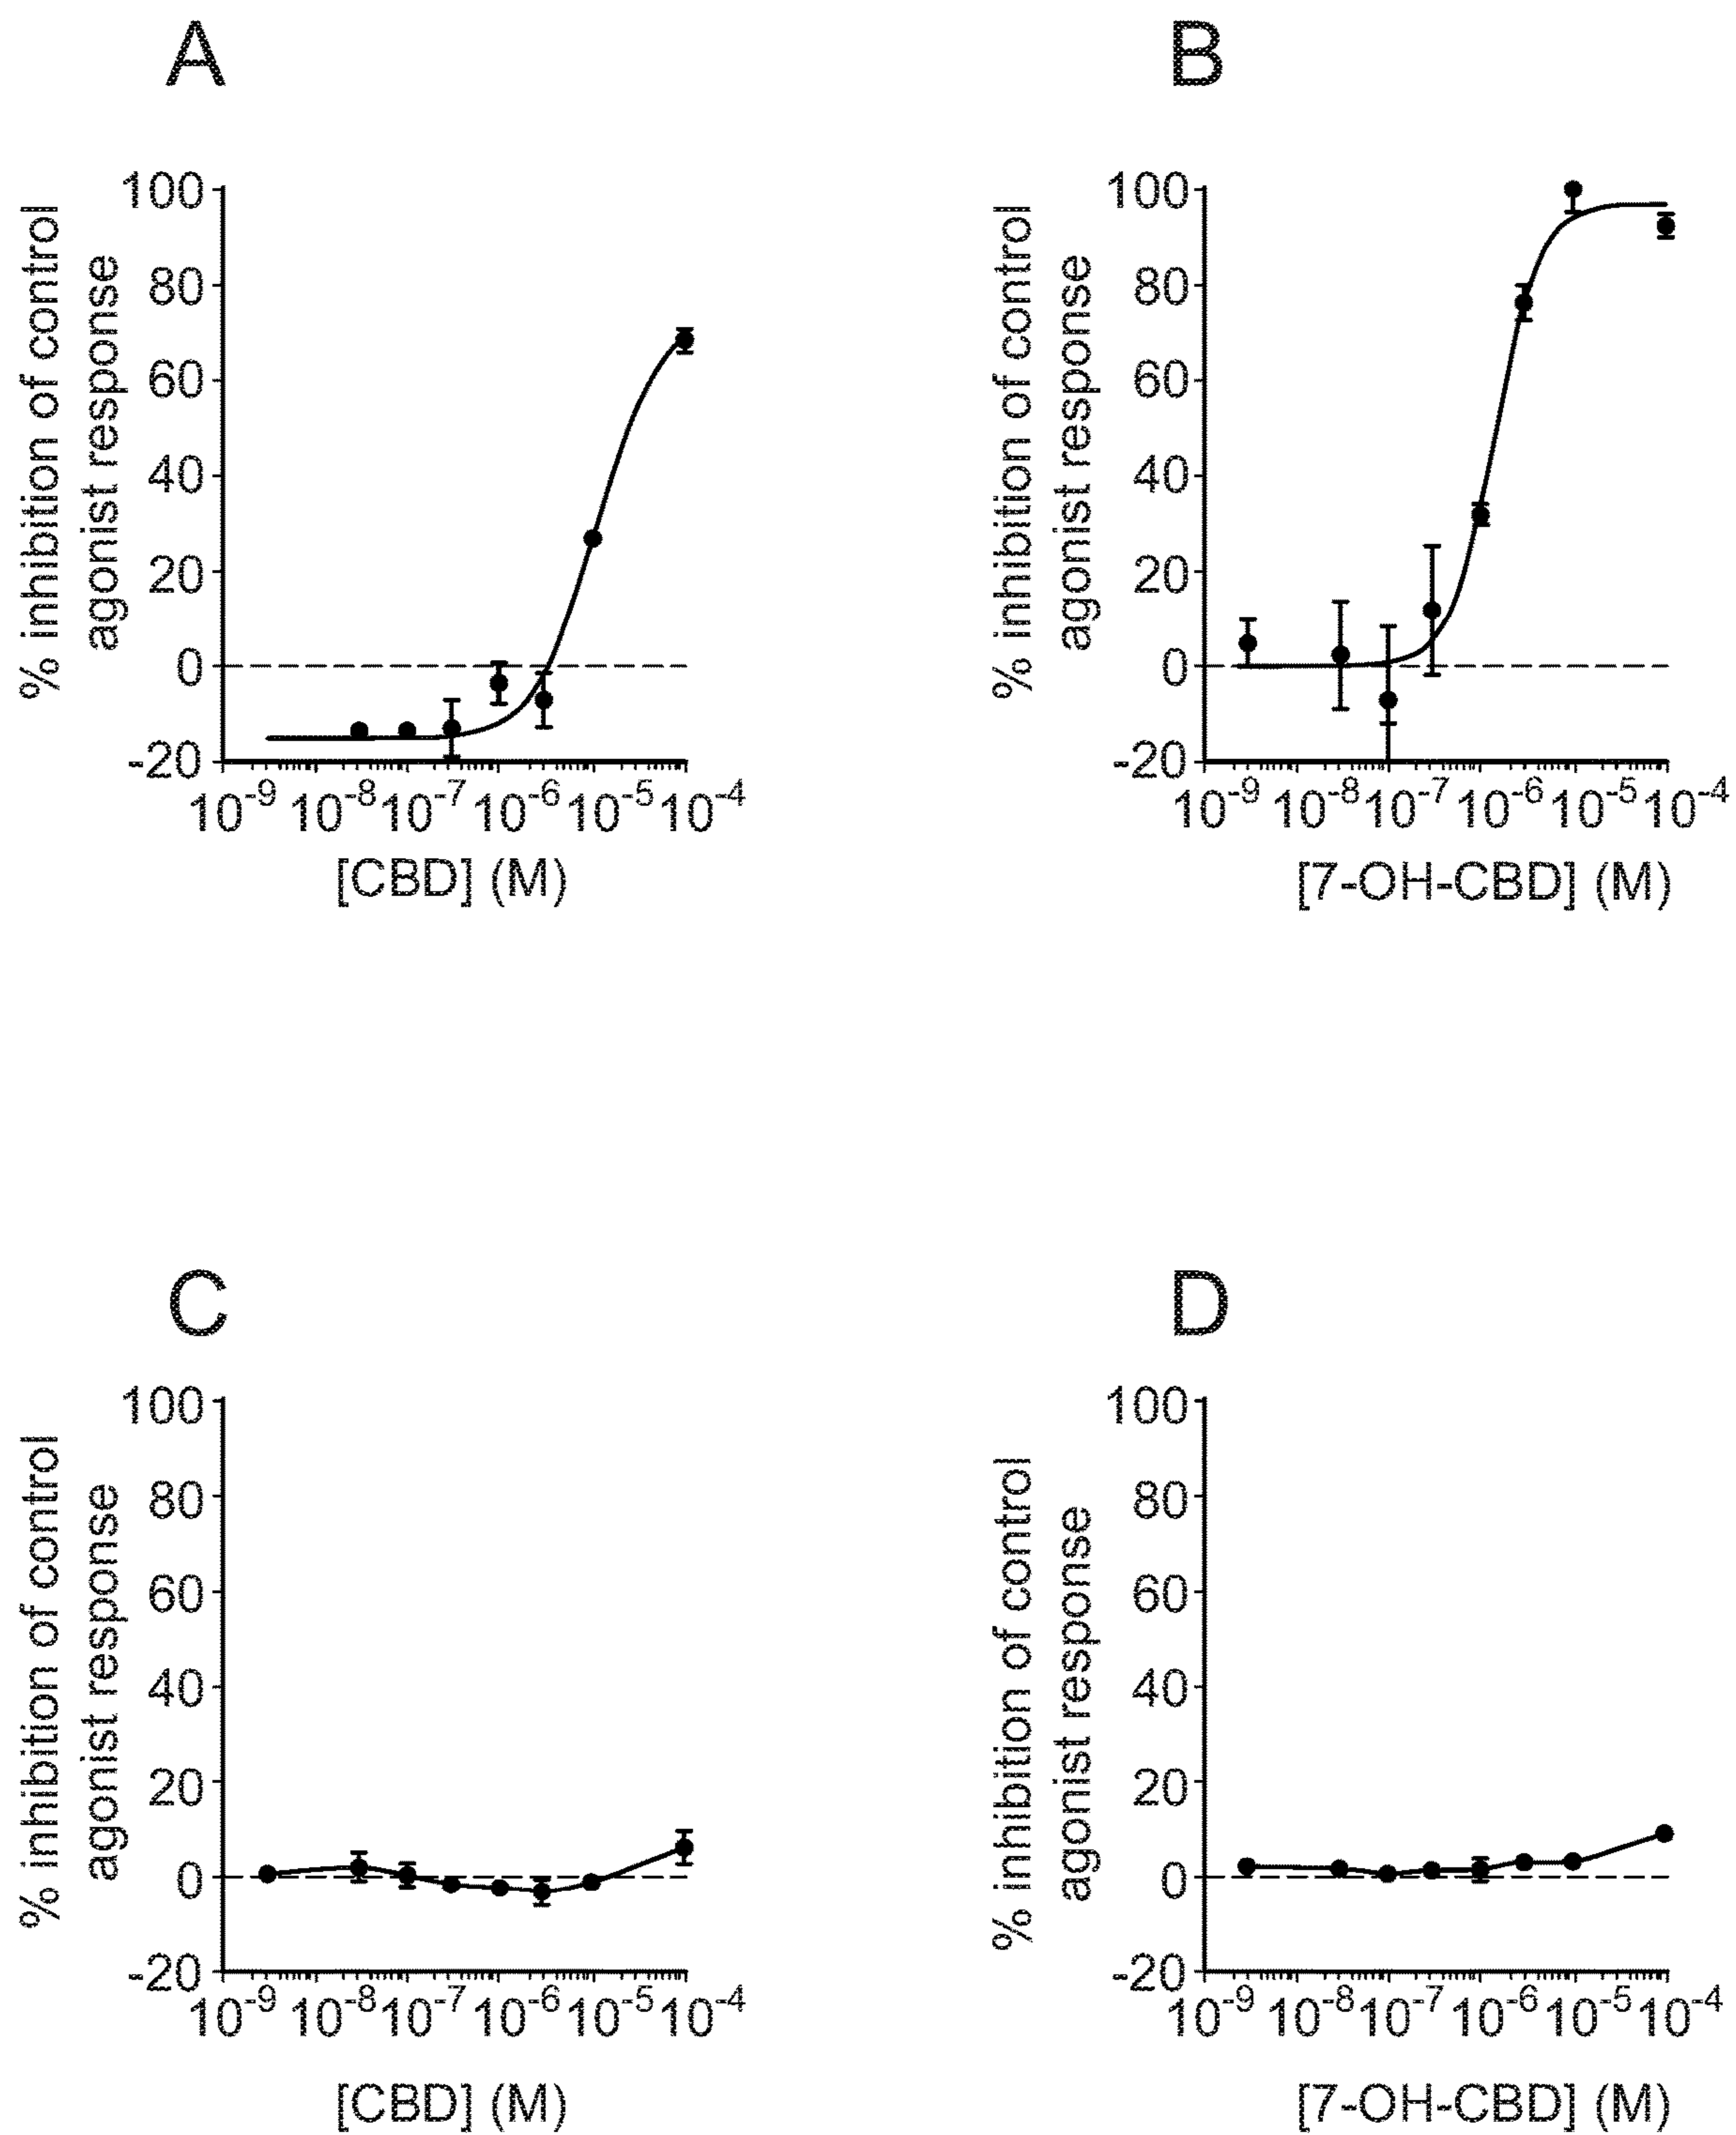 A
% inhibition of control
agonist response
100
80
60
40
20
0
-20
10-9 10-8 10-7 10-6 10-5 10-4
[CBD] (M)
B
% inhibition of control
agonist response
100
80
60
40
20
0
-20
10-9 10-8 10-7 10-6 10-5 10-4
[7-OH-CBD] (M)
C
% inhibition of control
agonist response
100
80
60
40
20
0
-20
10-9 10-8 10-7 10-6 10-5 10-4
[CBD] (M)
D
% inhibition of control
agonist response
100
80
60
40
20
0
-20
10-9 10-8 10-7 10-6 10-5 10-4
[7-OH-CBD] (M)